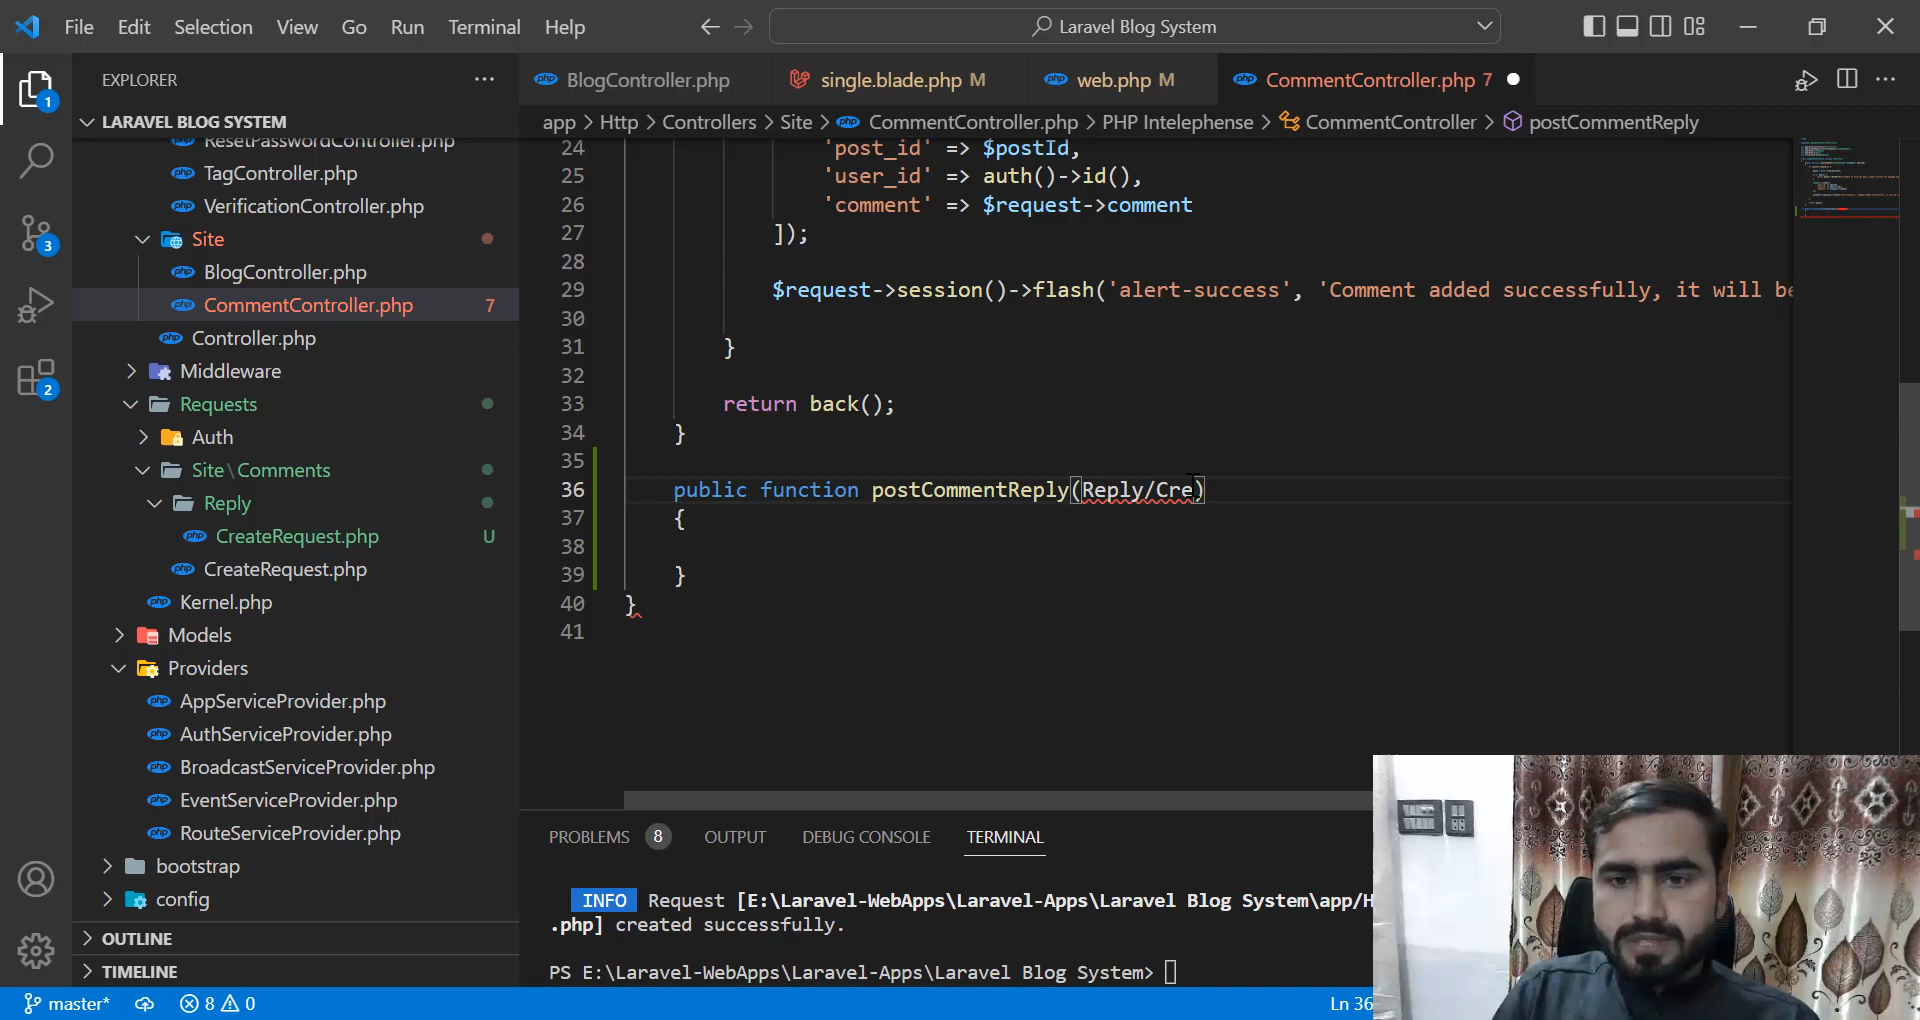 File Edit Selection View Go Run Terminal Help
Laravel Blog System
EXPLORER
BlogController.php
single.blade.php M
web.php M
CommentController.php 7
app > Http > Controllers > Site > CommentController.php > PHP Intelephense > CommentController > postCommentReply
LARAVEL BLOG SYSTEM
ResetPasswordController.php
TagController.php
VerificationController.php
Site
BlogController.php
CommentController.php 7
Controller.php
Middleware
Requests
Auth
Site\Comments
Reply
CreateRequest.php U
CreateRequest.php
Kernel.php
Models
Providers
AppServiceProvider.php
AuthServiceProvider.php
BroadcastServiceProvider.php
EventServiceProvider.php
RouteServiceProvider.php
bootstrap
config
OUTLINE
TIMELINE
1
3
2
24 'post_id' => $postId,
25 'user_id' => auth()->id(),
26 'comment' => $request->comment
27 ]);
28
29 $request->session()->flash('alert-success', 'Comment added successfully, it will be
30
31 }
32
33 return back();
34 }
35
36 public function postCommentReply(Reply/Cre)
37 {
38
39 }
40 }
41
PROBLEMS 8 OUTPUT DEBUG CONSOLE TERMINAL
INFO Request [E:\Laravel-WebApps\Laravel-Apps\Laravel Blog System\app/H
.php] created successfully.
PS E:\Laravel-WebApps\Laravel-Apps\Laravel Blog System>
master* 8 0 Ln 36